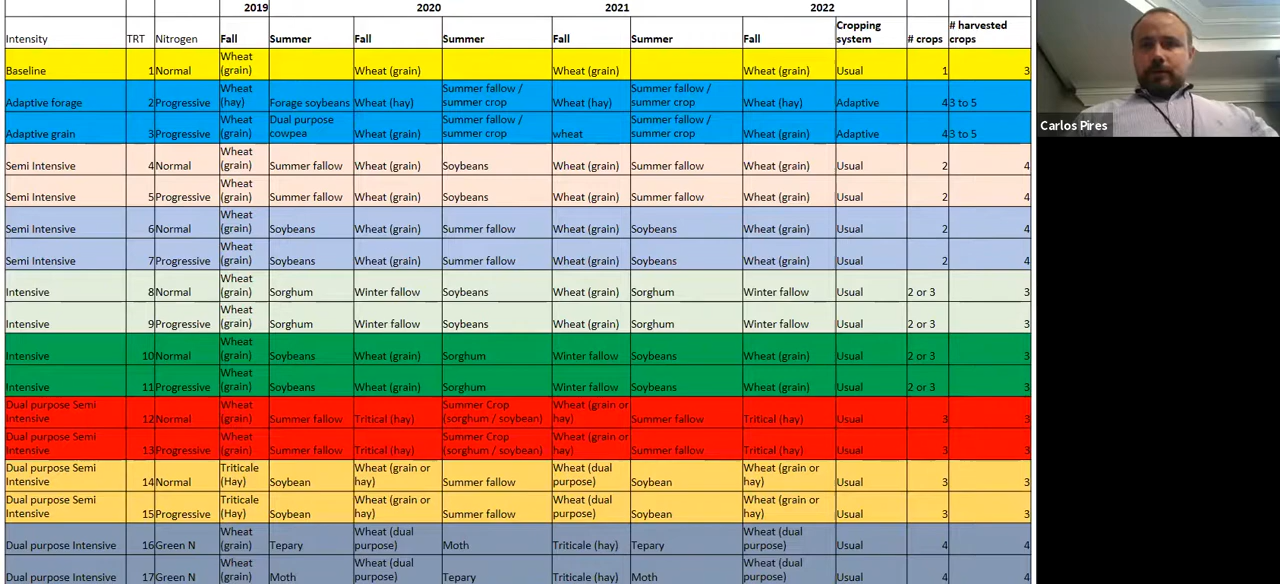 2019 2020 2021 2022
Intensity TRT Nitrogen Fall Summer Fall Summer Fall Summer Fall Cropping system # crops # harvested crops
Baseline 1 Normal Wheat (grain) Wheat (grain) Wheat (grain) Wheat (grain) Usual 1 3
Adaptive forage 2 Progressive Wheat (hay) Forage soybeans Wheat (hay) Summer fallow / summer crop Wheat (hay) Summer fallow / summer crop Wheat (hay) Adaptive 4 3 to 5
Adaptive grain 3 Progressive Wheat (grain) Dual purpose cowpea Wheat (grain) Summer fallow / summer crop wheat Summer fallow / summer crop Wheat (grain) Adaptive 4 3 to 5
Semi Intensive 4 Normal Wheat (grain) Summer fallow Wheat (grain) Soybeans Wheat (grain) Summer fallow Wheat (grain) Usual 2 4
Semi Intensive 5 Progressive Wheat (grain) Summer fallow Wheat (grain) Soybeans Wheat (grain) Summer fallow Wheat (grain) Usual 2 4
Semi Intensive 6 Normal Wheat (grain) Soybeans Wheat (grain) Summer fallow Wheat (grain) Soybeans Wheat (grain) Usual 2 4
Semi Intensive 7 Progressive Wheat (grain) Soybeans Wheat (grain) Summer fallow Wheat (grain) Soybeans Wheat (grain) Usual 2 4
Intensive 8 Normal Wheat (grain) Sorghum Winter fallow Soybeans Wheat (grain) Sorghum Winter fallow Usual 2 or 3 3
Intensive 9 Progressive Wheat (grain) Sorghum Winter fallow Soybeans Wheat (grain) Sorghum Winter fallow Usual 2 or 3 3
Intensive 10 Normal Wheat (grain) Soybeans Wheat (grain) Sorghum Winter fallow Soybeans Wheat (grain) Usual 2 or 3 3
Intensive 11 Progressive Wheat (grain) Soybeans Wheat (grain) Sorghum Winter fallow Soybeans Wheat (grain) Usual 2 or 3 3
Dual purpose Semi Intensive 12 Normal Wheat (grain) Summer fallow Tritical (hay) Summer Crop (sorghum / soybean) Wheat (grain or hay) Summer fallow Tritical (hay) Usual 3 3
Dual purpose Semi Intensive 13 Progressive Wheat (grain) Summer fallow Tritical (hay) Summer Crop (sorghum / soybean) Wheat (grain or hay) Summer fallow Tritical (hay) Usual 3 3
Dual purpose Semi Intensive 14 Normal Triticale (Hay) Soybean Wheat (grain or hay) Summer fallow Wheat (dual purpose) Soybean Wheat (grain or hay) Usual 3 3
Dual purpose Semi Intensive 15 Progressive Triticale (Hay) Soybean Wheat (grain or hay) Summer fallow Wheat (dual purpose) Soybean Wheat (grain or hay) Usual 3 3
Dual purpose Intensive 16 Green N Wheat (grain) Tepary Wheat (dual purpose) Moth Triticale (hay) Tepary Wheat (dual purpose) Usual 4 4
Dual purpose Intensive 17 Green N Wheat (grain) Moth Wheat (dual purpose) Tepary Triticale (hay) Moth Wheat (dual purpose) Usual 4 4
Carlos Pires